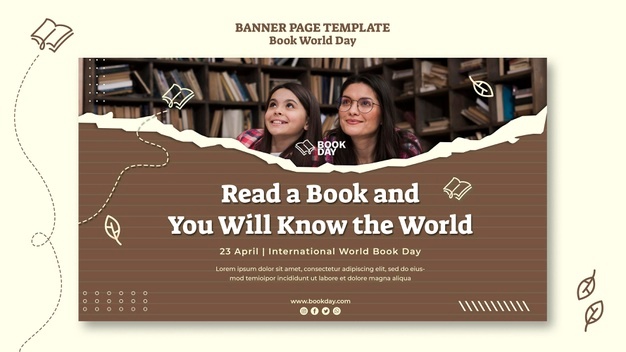 BANNER PAGE TEMPLATE
Book World Day
BOOK
DAY
Read a Book and
You Will Know the World
23 April | International World Book Day
Lorem ipsum dolor sit amet, consectetur adipiscing elit, sed do eius-
mod temioipor incididunt ut labore et dolore magna aliqua
www.bookday.com